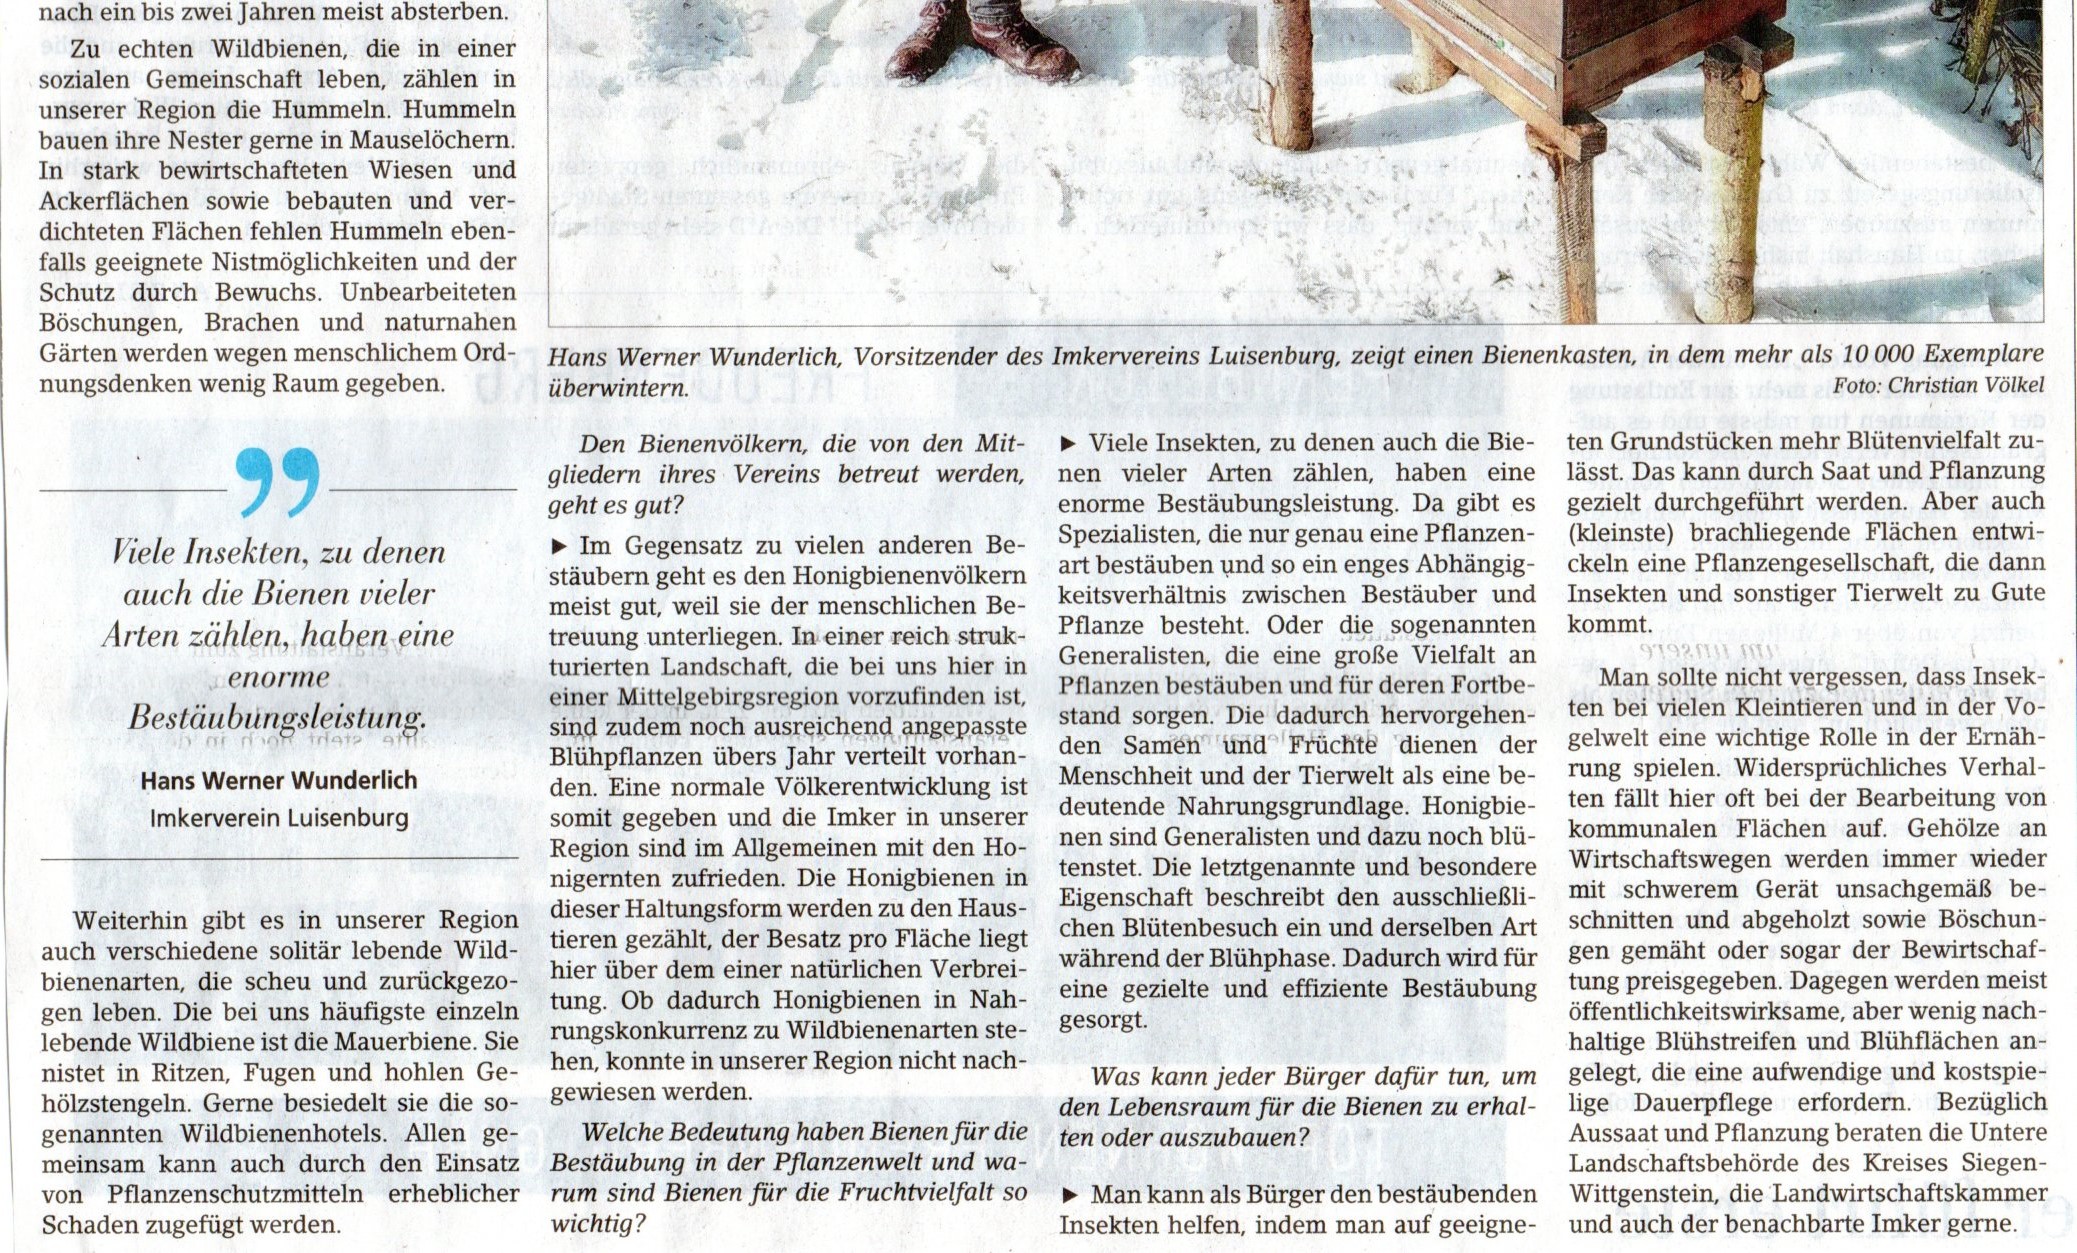 nach ein bis zwei Jahren meist absterben.
Zu echten Wildbienen, die in einer
sozialen Gemeinschaft leben, zählen in
unserer Region die Hummeln. Hummeln
bauen ihre Nester gerne in Mauselöchern.
In stark bewirtschafteten Wiesen und
Ackerflächen sowie bebauten und ver-
dichteten Flächen fehlen Hummeln eben-
falls geeignete Nistmöglichkeiten und der
Schutz durch Bewuchs. Unbearbeiteten
Böschungen, Brachen und naturnahen
Gärten werden wegen menschlichem Ord-
nungsdenken wenig Raum gegeben.
Viele Insekten, zu denen
auch die Bienen vieler
Arten zählen, haben eine
enorme
Bestäubungsleistung.
Hans Werner Wunderlich
Imkerverein Luisenburg
Weiterhin gibt es in unserer Region
auch verschiedene solitär lebende Wild-
bienenarten, die scheu und zurückgezo-
gen leben. Die bei uns häufigste einzeln
lebende Wildbiene ist die Mauerbiene. Sie
nistet in Ritzen, Fugen und hohlen Ge-
hölzstengeln. Gerne besiedelt sie die so-
genannten Wildbienenhotels. Allen ge-
meinsam kann auch durch den Einsatz
von Pflanzenschutzmitteln erheblicher
Schaden zugefügt werden.
Hans Werner Wunderlich, Vorsitzender des Imkervereins Luisenburg, zeigt einen Bienenkasten, in dem mehr als 10 000 Exemplare
überwintern. Foto: Christian Völkel
Den Bienenvölkern, die von den Mit-
gliedern ihres Vereins betreut werden,
geht es gut?
► Im Gegensatz zu vielen anderen Be-
stäubern geht es den Honigbienenvölkern
meist gut, weil sie der menschlichen Be-
treuung unterliegen. In einer reich struk-
turierten Landschaft, die bei uns hier in
einer Mittelgebirgsregion vorzufinden ist,
sind zudem noch ausreichend angepasste
Blühpflanzen übers Jahr verteilt vorhan-
den. Eine normale Völkerentwicklung ist
somit gegeben und die Imker in unserer
Region sind im Allgemeinen mit den Ho-
nigernten zufrieden. Die Honigbienen in
dieser Haltungsform werden zu den Haus-
tieren gezählt, der Besatz pro Fläche liegt
hier über dem einer natürlichen Verbrei-
tung. Ob dadurch Honigbienen in Nah-
rungskonkurrenz zu Wildbienenarten ste-
hen, konnte in unserer Region nicht nach-
gewiesen werden.
Welche Bedeutung haben Bienen für die
Bestäubung in der Pflanzenwelt und wa-
rum sind Bienen für die Fruchtvielfalt so
wichtig?
► Viele Insekten, zu denen auch die Bie-
nen vieler Arten zählen, haben eine
enorme Bestäubungsleistung. Da gibt es
Spezialisten, die nur genau eine Pflanzen-
art bestäuben und so ein enges Abhängig-
keitsverhältnis zwischen Bestäuber und
Pflanze besteht. Oder die sogenannten
Generalisten, die eine große Vielfalt an
Pflanzen bestäuben und für deren Fortbe-
stand sorgen. Die dadurch hervorgehen-
den Samen und Früchte dienen der
Menschheit und der Tierwelt als eine be-
deutende Nahrungsgrundlage. Honigbie-
nen sind Generalisten und dazu noch blü-
tenstet. Die letztgenannte und besondere
Eigenschaft beschreibt den ausschließli-
chen Blütenbesuch ein und derselben Art
während der Blühphase. Dadurch wird für
eine gezielte und effiziente Bestäubung
gesorgt.
Was kann jeder Bürger dafür tun, um
den Lebensraum für die Bienen zu erhal-
ten oder auszubauen?
► Man kann als Bürger den bestäubenden
Insekten helfen, indem man auf geeigne-
ten Grundstücken mehr Blütenvielfalt zu-
lässt. Das kann durch Saat und Pflanzung
gezielt durchgeführt werden. Aber auch
(kleinste) brachliegende Flächen entwi-
ckeln eine Pflanzengesellschaft, die dann
Insekten und sonstiger Tierwelt zu Gute
kommt.
Man sollte nicht vergessen, dass Insek-
ten bei vielen Kleintieren und in der Vo-
gelwelt eine wichtige Rolle in der Ernäh-
rung spielen. Widersprüchliches Verhal-
ten fällt hier oft bei der Bearbeitung von
kommunalen Flächen auf. Gehölze an
Wirtschaftswegen werden immer wieder
mit schwerem Gerät unsachgemäß be-
schnitten und abgeholzt sowie Böschun-
gen gemäht oder sogar der Bewirtschaf-
tung preisgegeben. Dagegen werden meist
öffentlichkeitswirksame, aber wenig nach-
haltige Blühstreifen und Blühflächen an-
gelegt, die eine aufwendige und kostspie-
lige Dauerpflege erfordern. Bezüglich
Aussaat und Pflanzung beraten die Untere
Landschaftsbehörde des Kreises Siegen-
Wittgenstein, die Landwirtschaftskammer
und auch der benachbarte Imker gerne.